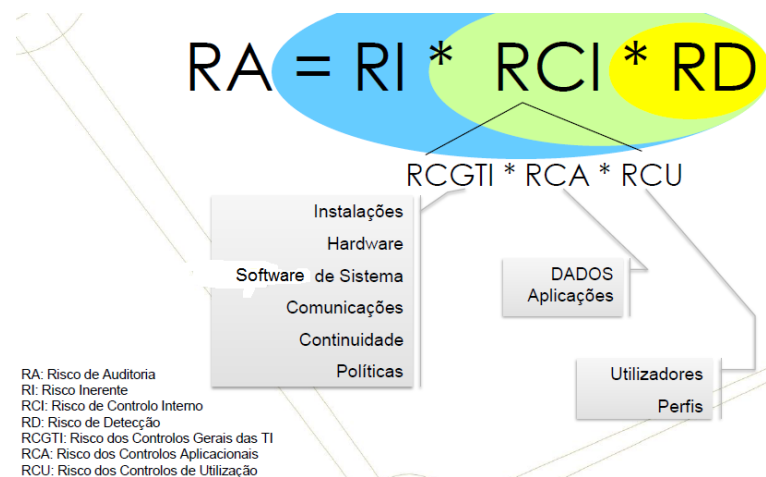 RA = RI * RCI * RD
RCGTI * RCA * RCU
Instalações
Hardware
Software de Sistema
Comunicações
Continuidade
Políticas
DADOS
Aplicações
Utilizadores
Perfis
RA: Risco de Auditoria
RI: Risco Inerente
RCI: Risco de Controlo Interno
RD: Risco de Detecção
RCGTI: Risco dos Controlos Gerais das TI
RCA: Risco dos Controlos Aplicacionais
RCU: Risco dos Controlos de Utilização